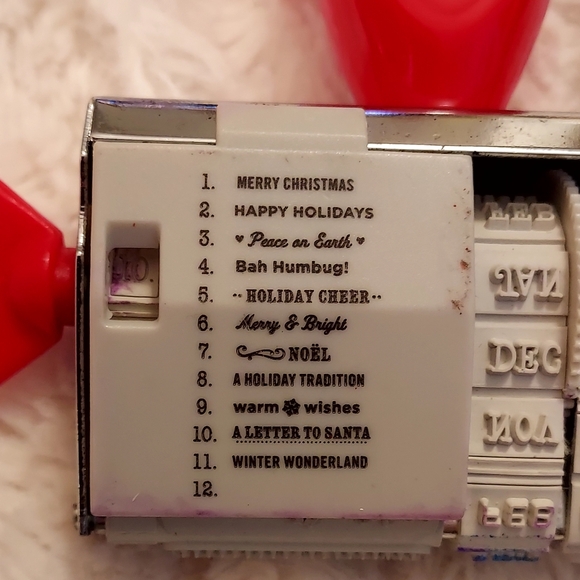 1. MERRY CHRISTMAS
2. HAPPY HOLIDAYS
3. ♥ Peace on Earth ♥
4. Bah Humbug!
5. ·· HOLIDAY CHEER ··
6. Merry & Bright
7. NOËL
8. A HOLIDAY TRADITION
9. warm ❄ wishes
10. A LETTER TO SANTA
11. WINTER WONDERLAND
12.
10.
FEB
JAN
DEC
NOV